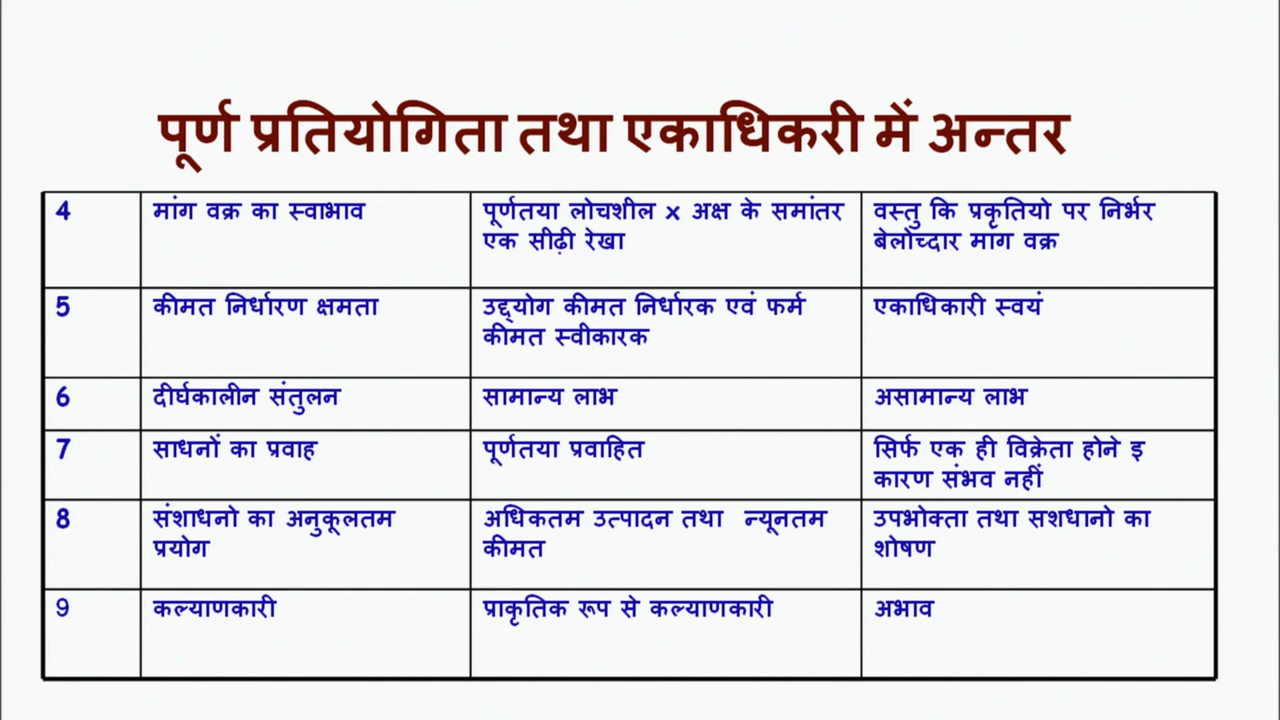 पूर्ण प्रतियोगिता तथा एकाधिकरी में अन्तर
4 मांग वक्र का स्वाभाव पूर्णतया लोचशील x अक्ष के समांतर वस्तु कि प्रकृतियो पर निर्भर
एक सीढ़ी रेखा बेलोच्दार मांग वक्र
5 कीमत निर्धारण क्षमता उद्द्योग कीमत निर्धारक एवं फर्म एकाधिकारी स्वयं
कीमत स्वीकारक
6 दीर्घकालीन संतुलन सामान्य लाभ असामान्य लाभ
7 साधनों का प्रवाह पूर्णतया प्रवाहित सिर्फ एक ही विक्रेता होने इ
कारण संभव नहीं
8 संशाधनो का अनुकूलतम अधिकतम उत्पादन तथा न्यूनतम उपभोक्ता तथा सशधानो का
प्रयोग कीमत शोषण
9 कल्याणकारी प्राकृतिक रूप से कल्याणकारी अभाव